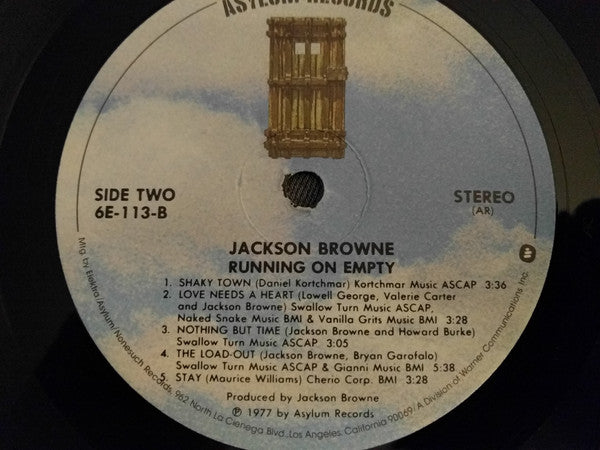 ASYLUM RECORDS
SIDE TWO
6E-113-B
STEREO
(AR)
JACKSON BROWNE
RUNNING ON EMPTY
1. SHAKY TOWN (Daniel Kortchmar) Kortchmar Music ASCAP 3:36
2. LOVE NEEDS A HEART (Lowell George, Valerie Carter
and Jackson Browne) Swallow Turn Music ASCAP,
Naked Snake Music BMI & Vanilla Grits Music BMI 3:28
3. NOTHING BUT TIME (Jackson Browne and Howard Burke)
Swallow Turn Music ASCAP 3:05
4. THE LOAD-OUT (Jackson Browne, Bryan Garofalo)
Swallow Turn Music ASCAP & Gianni Music BMI 5:38
5. STAY (Maurice Williams) Cherio Corp. BMI 3:28
Produced by Jackson Browne
℗ 1977 by Asylum Records
Mfg. by Elektra/Asylum/Nonesuch Records, 962 North La Cienega Blvd., Los Angeles, California 90069/A Division of Warner Communications Inc.